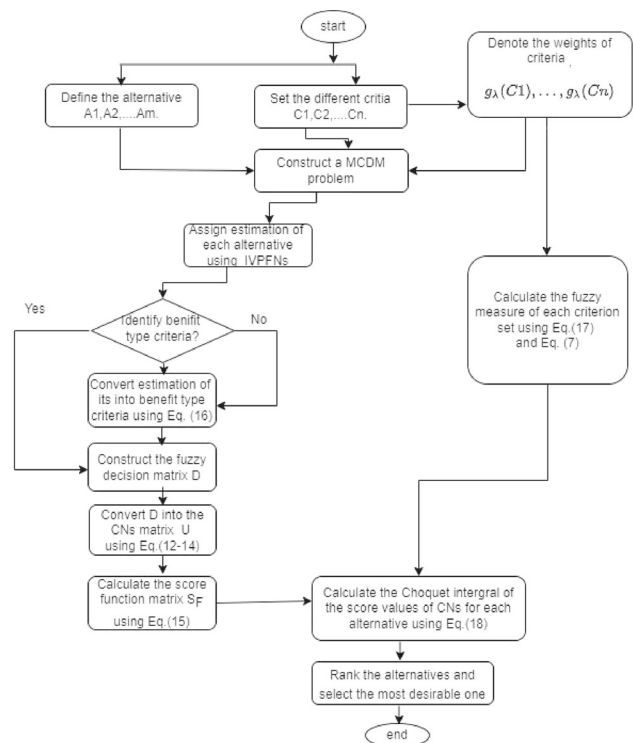 start
Define the alternative
A1,A2,....Am.
Set the different critia
C1,C2,....Cn.
Denote the weights of
criteria ,
gλ(C1), . . . , gλ(Cn)
Construct a MCDM
problem
Assign estimation of
each alternative
using IVPFNs
Yes
Identify benifit
type criteria?
No
Calculate the fuzzy
measure of each criterion
set using Eq.(17)
and Eq. (7)
Convert estimation of
its into benefit type
criteria using Eq. (16)
Construct the fuzzy
decision matrix D
Convert D into the
CNs matrix U
using Eq.(12-14)
Calculate the score
function matrix SF
using Eq.(15)
Calculate the Choquet intergral
of the score values of CNs for each
alternative using Eq.(18)
Rank the alternatives and
select the most desirable one
end